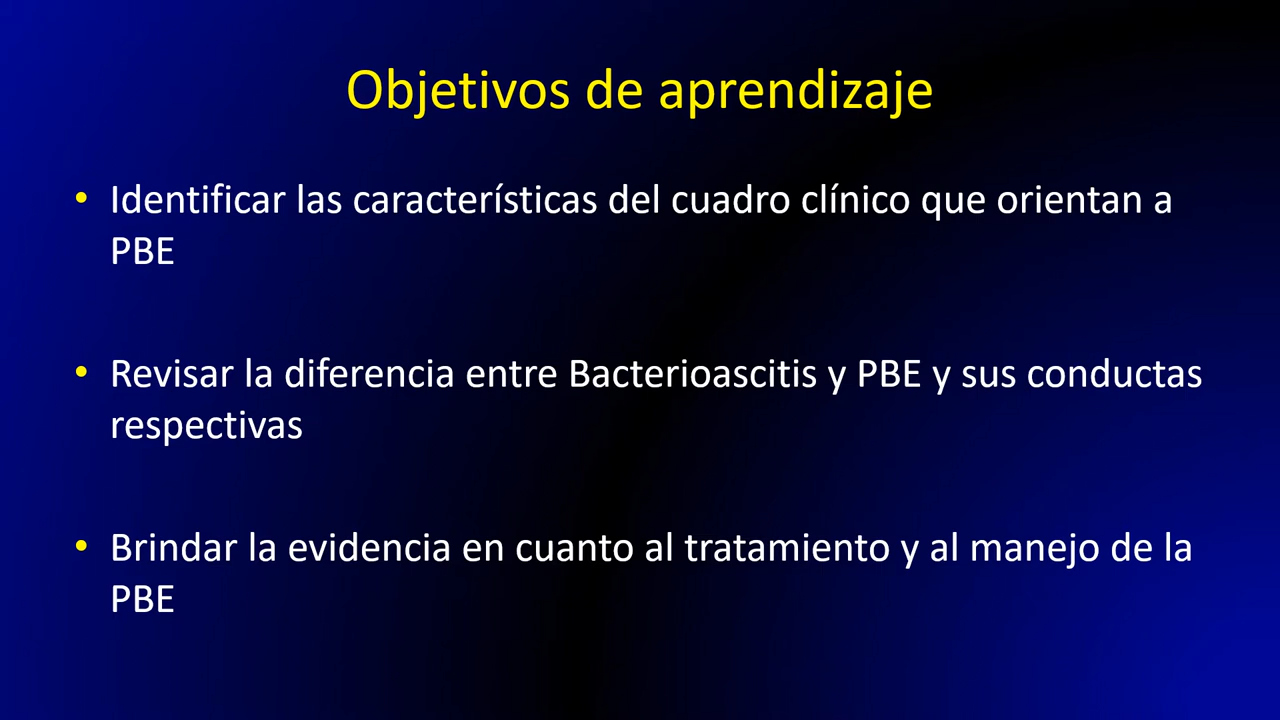 Objetivos de aprendizaje
• Identificar las características del cuadro clínico que orientan a
PBE
• Revisar la diferencia entre Bacterioascitis y PBE y sus conductas
respectivas
• Brindar la evidencia en cuanto al tratamiento y al manejo de la
PBE